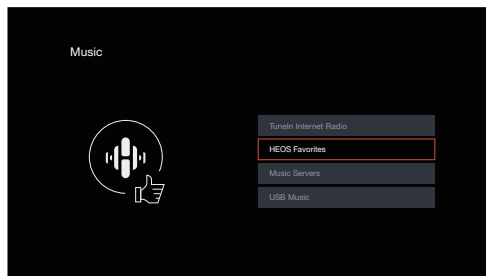 Music
TuneIn Internet Radio
HEOS Favorites
Music Servers
USB Music